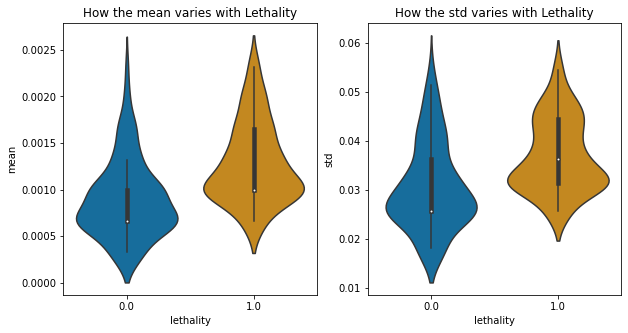 How the mean varies with Lethality
mean
0.0025
0.0020
0.0015
0.0010
0.0005
0.0000
0.0
1.0
lethality
How the std varies with Lethality
std
0.06
0.05
0.04
0.03
0.02
0.01
0.0
1.0
lethality